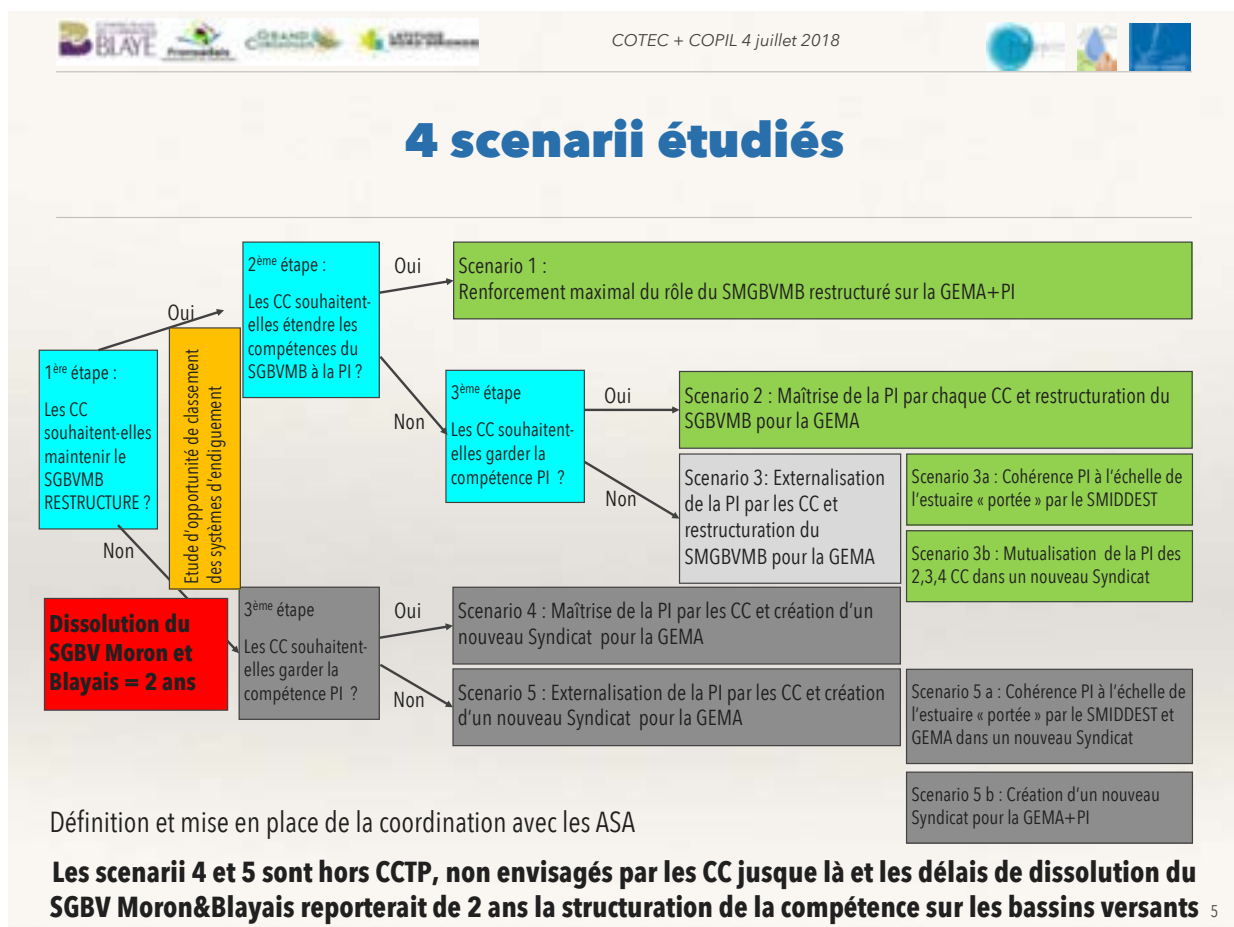 BLAYE
COTEC + COPIL 4 juillet 2018
4 scenarii étudiés
1ère étape :
Les CC
souhaitent-elles
maintenir le
SGBVMB
RESTRUCTURE ?
Oui
Non
Etude d'opportunité de classement
des systèmes d'endiguement
2ème étape :
Les CC souhaitent-
elles étendre les
compétences du
SGBVMB à la PI ?
Oui
Non
Scenario 1 :
Renforcement maximal du rôle du SMGBVMB restructuré sur la GEMA+PI
3ème étape
Les CC souhaitent-
elles garder la
compétence PI ?
Oui
Non
Scenario 2 : Maîtrise de la PI par chaque CC et restructuration du
SGBVMB pour la GEMA
Scenario 3: Externalisation
de la PI par les CC et
restructuration du
SMGBVMB pour la GEMA
Scenario 3a : Cohérence PI à l'échelle de
l'estuaire « portée » par le SMIDDEST
Scenario 3b : Mutualisation de la PI des
2,3,4 CC dans un nouveau Syndicat
Dissolution du
SGBV Moron et
Blayais = 2 ans
3ème étape
Les CC souhaitent-
elles garder la
compétence PI ?
Oui
Non
Scenario 4 : Maîtrise de la PI par les CC et création d'un
nouveau Syndicat pour la GEMA
Scenario 5 : Externalisation de la PI par les CC et création
d'un nouveau Syndicat pour la GEMA
Scenario 5 a : Cohérence PI à l'échelle de
l'estuaire « portée » par le SMIDDEST et
GEMA dans un nouveau Syndicat
Scenario 5 b : Création d'un nouveau
Syndicat pour la GEMA+PI
Définition et mise en place de la coordination avec les ASA
Les scenarii 4 et 5 sont hors CCTP, non envisagés par les CC jusque là et les délais de dissolution du
SGBV Moron&Blayais reporterait de 2 ans la structuration de la compétence sur les bassins versants
5